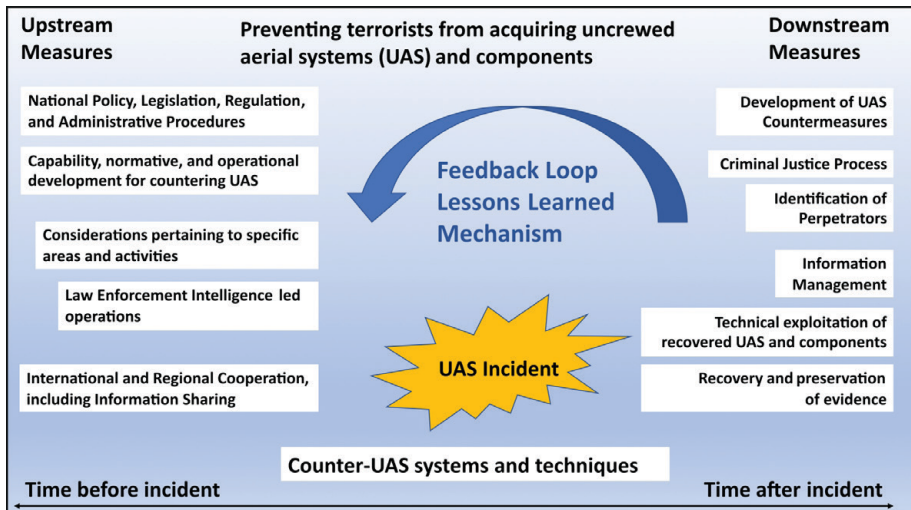 Upstream
Measures
Preventing terrorists from acquiring uncrewed
aerial systems (UAS) and components
Downstream
Measures
National Policy, Legislation, Regulation,
and Administrative Procedures
Capability, normative, and operational
development for countering UAS
Considerations pertaining to specific
areas and activities
Law Enforcement Intelligence led
operations
International and Regional Cooperation,
including Information Sharing
Feedback Loop
Lessons Learned
Mechanism
UAS Incident
Counter-UAS systems and techniques
Development of UAS
Countermeasures
Criminal Justice Process
Identification of
Perpetrators
Information
Management
Technical exploitation of
recovered UAS and components
Recovery and preservation
of evidence
Time before incident
Time after incident